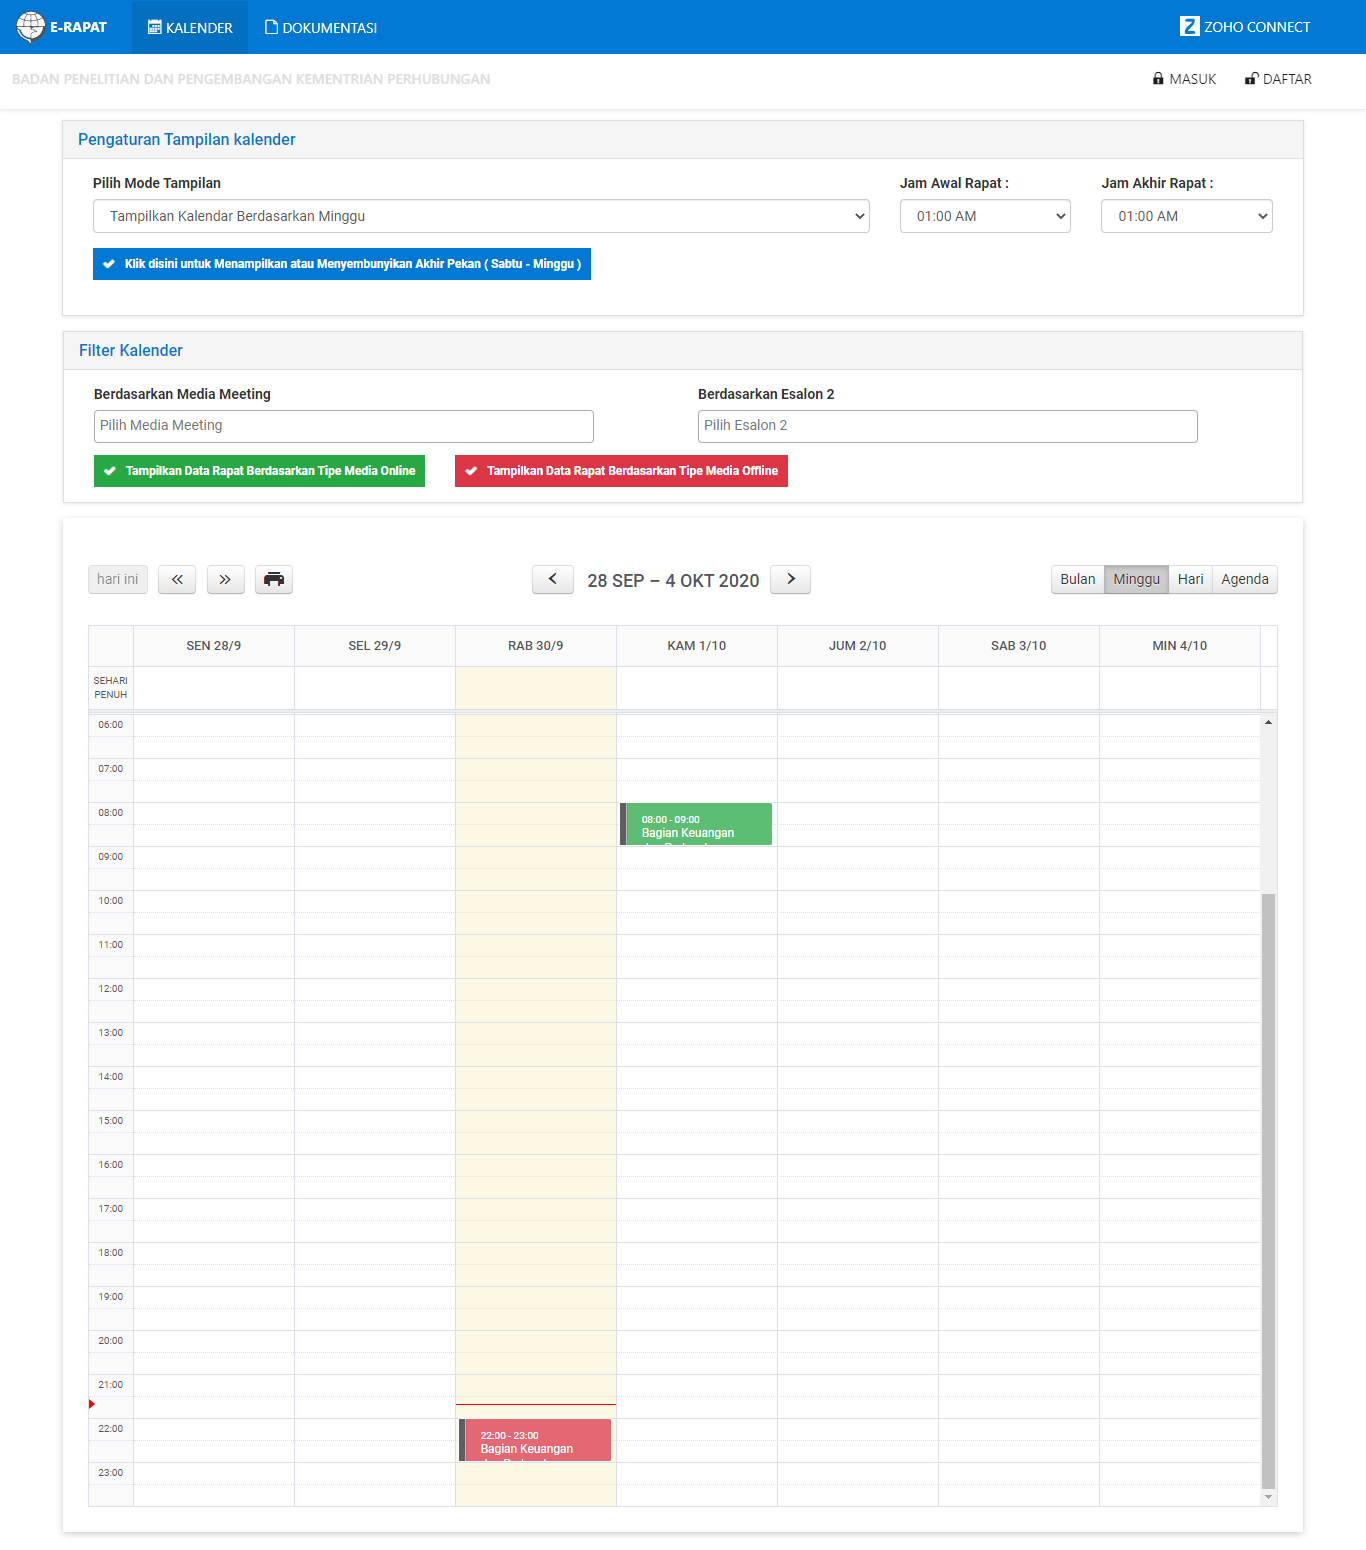 E-RAPAT
KALENDER
DOKUMENTASI
ZOHO CONNECT
BADAN PENELITIAN DAN PENGEMBANGAN KEMENTRIAN PERHUBUNGAN
MASUK
DAFTAR
Pengaturan Tampilan kalender
Pilih Mode Tampilan
Jam Awal Rapat :
Jam Akhir Rapat :
Tampilkan Kalendar Berdasarkan Minggu
01:00 AM
01:00 AM
Klik disini untuk Menampilkan atau Menyembunyikan Akhir Pekan ( Sabtu - Minggu )
Filter Kalender
Berdasarkan Media Meeting
Berdasarkan Esalon 2
Pilih Media Meeting
Pilih Esalon 2
Tampilkan Data Rapat Berdasarkan Tipe Media Online
Tampilkan Data Rapat Berdasarkan Tipe Media Offline
hari ini
28 SEP – 4 OKT 2020
Bulan
Minggu
Hari
Agenda
SEN 28/9
SEL 29/9
RAB 30/9
KAM 1/10
JUM 2/10
SAB 3/10
MIN 4/10
SEHARI
PENUH
06:00
07:00
08:00
08:00 - 09:00
Bagian Keuangan
09:00
10:00
11:00
12:00
13:00
14:00
15:00
16:00
17:00
18:00
19:00
20:00
21:00
22:00
22:00 - 23:00
Bagian Keuangan
23:00